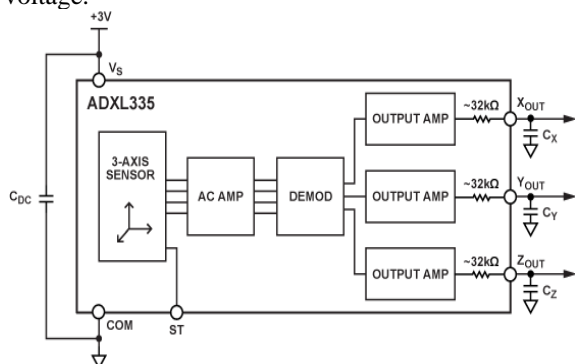 voltage.
+3V
VS
ADXL335
~32kΩ
XOUT
OUTPUT AMP
CX
3-AXIS
SENSOR
AC AMP
DEMOD
~32kΩ
YOUT
OUTPUT AMP
CY
CDC
~32kΩ
ZOUT
OUTPUT AMP
CZ
COM
ST